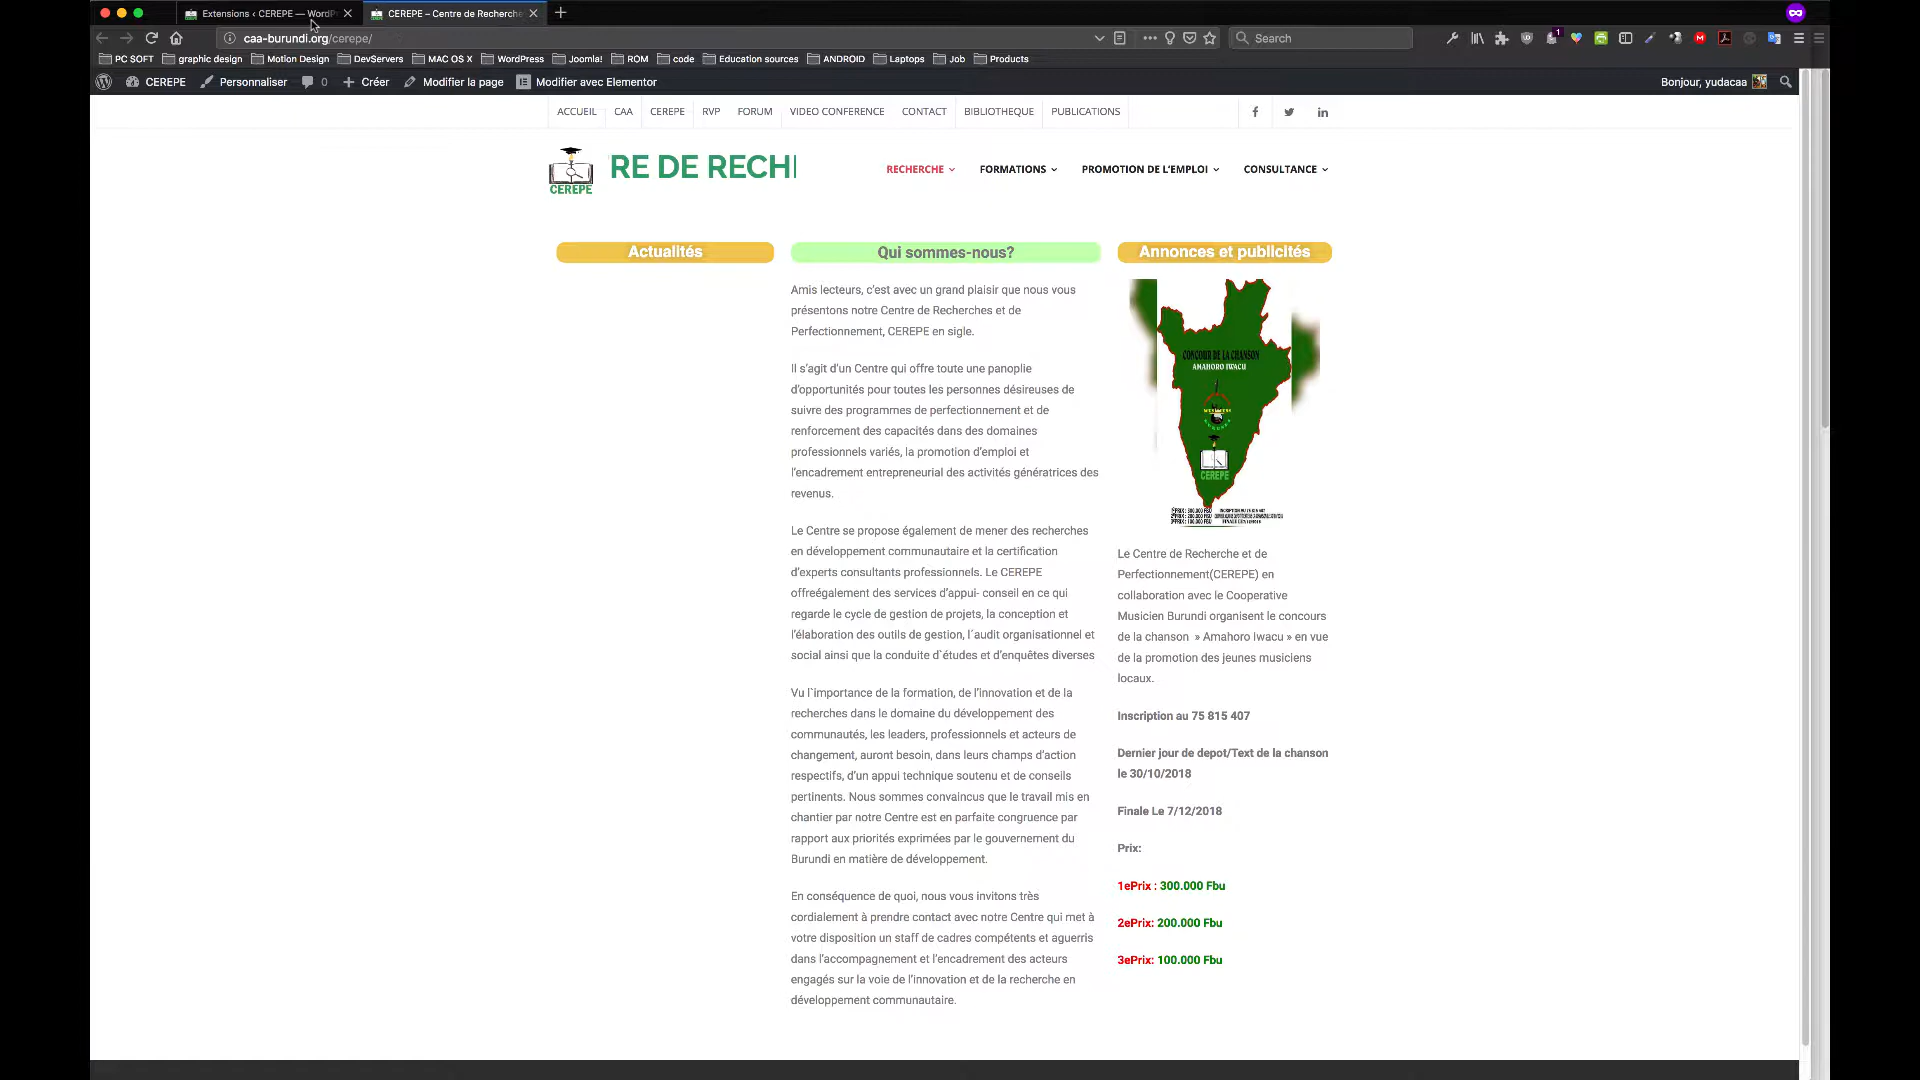 Extensions ‹ CEREPE — WordPr
CEREPE – Centre de Recherche
caa-burundi.org/cerepe/
Search
1
PC SOFT graphic design Motion Design DevServers MAC OS X WordPress Joomla! ROM code Education sources ANDROID Laptops Job Products
CEREPE Personnaliser 0 Créer Modifier la page Modifier avec Elementor
Bonjour, yudacaa
ACCUEIL CAA CEREPE RVP FORUM VIDEO CONFERENCE CONTACT BIBLIOTHEQUE PUBLICATIONS
CEREPE
RE DE RECH
RECHERCHE FORMATIONS PROMOTION DE L'EMPLOI CONSULTANCE
Actualités
Qui sommes-nous?
Amis lecteurs, c'est avec un grand plaisir que nous vous
présentons notre Centre de Recherches et de
Perfectionnement, CEREPE en sigle.
Il s'agit d'un Centre qui offre toute une panoplie
d'opportunités pour toutes les personnes désireuses de
suivre des programmes de perfectionnement et de
renforcement des capacités dans des domaines
professionnels variés, la promotion d'emploi et
l'encadrement entrepreneurial des activités génératrices des
revenus.
Le Centre se propose également de mener des recherches
en développement communautaire et la certification
d'experts consultants professionnels. Le CEREPE
offreégalement des services d'appui- conseil en ce qui
regarde le cycle de gestion de projets, la conception et
l'élaboration des outils de gestion, l´audit organisationnel et
social ainsi que la conduite d`études et d'enquêtes diverses
Vu l`importance de la formation, de l'innovation et de la
recherches dans le domaine du développement des
communautés, les leaders, professionnels et acteurs de
changement, auront besoin, dans leurs champs d'action
respectifs, d'un appui technique soutenu et de conseils
pertinents. Nous sommes convaincus que le travail mis en
chantier par notre Centre est en parfaite congruence par
rapport aux priorités exprimées par le gouvernement du
Burundi en matière de développement.
En conséquence de quoi, nous vous invitons très
cordialement à prendre contact avec notre Centre qui met à
votre disposition un staff de cadres compétents et aguerris
dans l'accompagnement et l'encadrement des acteurs
engagés sur la voie de l'innovation et de la recherche en
développement communautaire.
Annonces et publicités
CONCOUR DE LA CHANSON
AMAHORO IWACU
CEREPE
Le Centre de Recherche et de
Perfectionnement(CEREPE) en
collaboration avec le Cooperative
Musicien Burundi organisent le concours
de la chanson » Amahoro Iwacu » en vue
de la promotion des jeunes musiciens
locaux.
Inscription au 75 815 407
Dernier jour de depot/Text de la chanson
le 30/10/2018
Finale Le 7/12/2018
Prix:
1ePrix : 300.000 Fbu
2ePrix: 200.000 Fbu
3ePrix: 100.000 Fbu